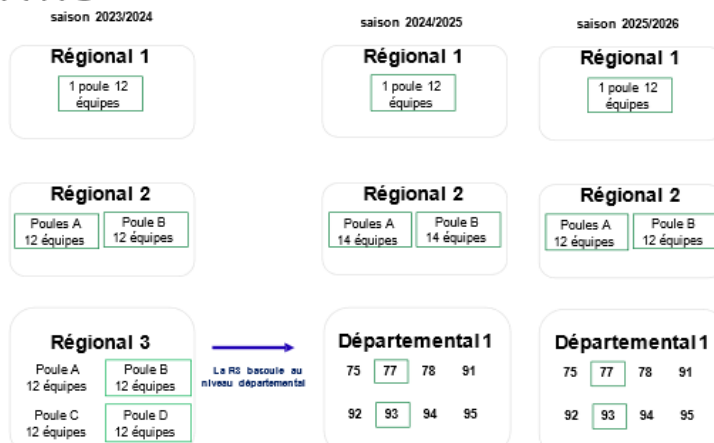 saison 2023/2024
Régional 1
1 poule 12
équipes
Régional 2
Poules A
12 équipes
Poule B
12 équipes
Régional 3
Poule A
12 équipes
Poule B
12 équipes
Poule C
12 équipes
Poule D
12 équipes
La R3 bascule au
niveau départemental
saison 2024/2025
Régional 1
1 poule 12
équipes
Régional 2
Poules A
14 équipes
Poule B
14 équipes
Départemental 1
75 77 78 91
92 93 94 95
saison 2025/2026
Régional 1
1 poule 12
équipes
Régional 2
Poules A
12 équipes
Poule B
12 équipes
Départemental 1
75 77 78 91
92 93 94 95